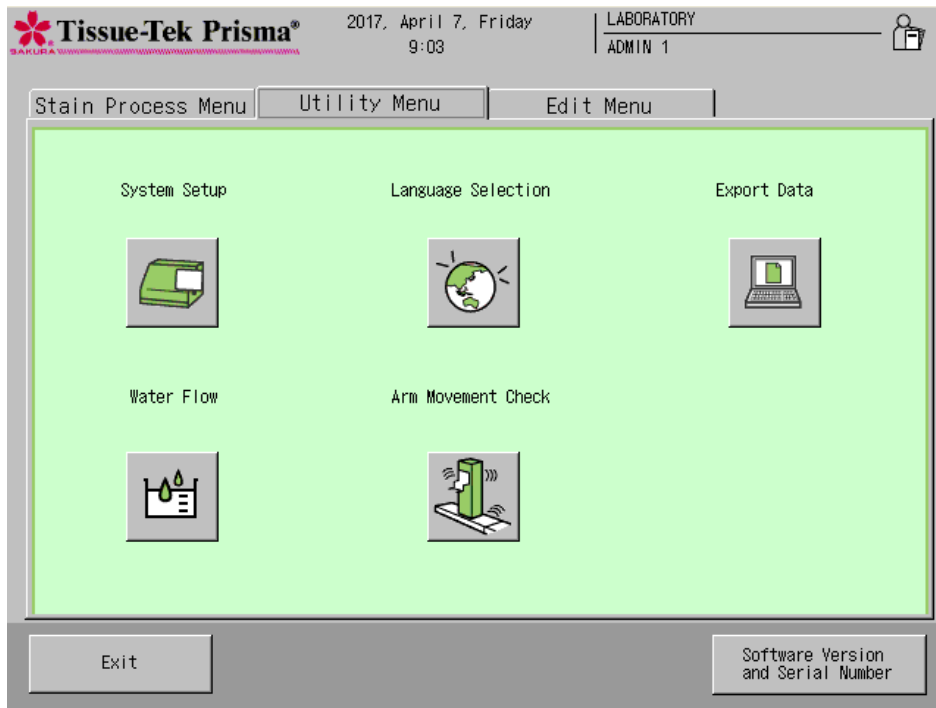 Tissue-Tek Prisma®
SAKURA
2017, April 7, Friday
9:03
LABORATORY
ADMIN 1
Stain Process Menu
Utility Menu
Edit Menu
System Setup
Language Selection
Export Data
Water Flow
Arm Movement Check
Exit
Software Version
and Serial Number